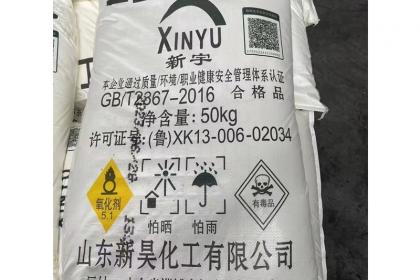 XINYU
新宇
本企业通过质量/环境/职业健康安全管理体系认证
GB/T2367-2016 合格品
净含量: 50kg
许可证号:(鲁)XK13-006-02034
氧化剂
5.1
怕晒 怕雨
有毒品
山东新昊化工有限公司